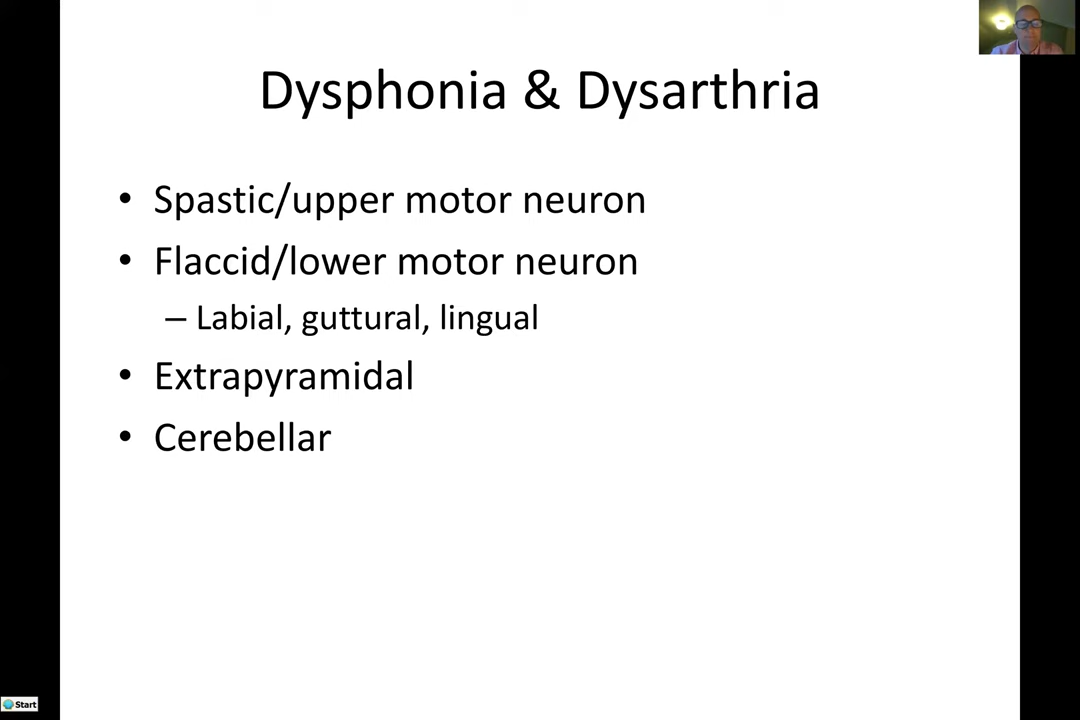 Dysphonia & Dysarthria
• Spastic/upper motor neuron
• Flaccid/lower motor neuron
– Labial, guttural, lingual
• Extrapyramidal
• Cerebellar
Start